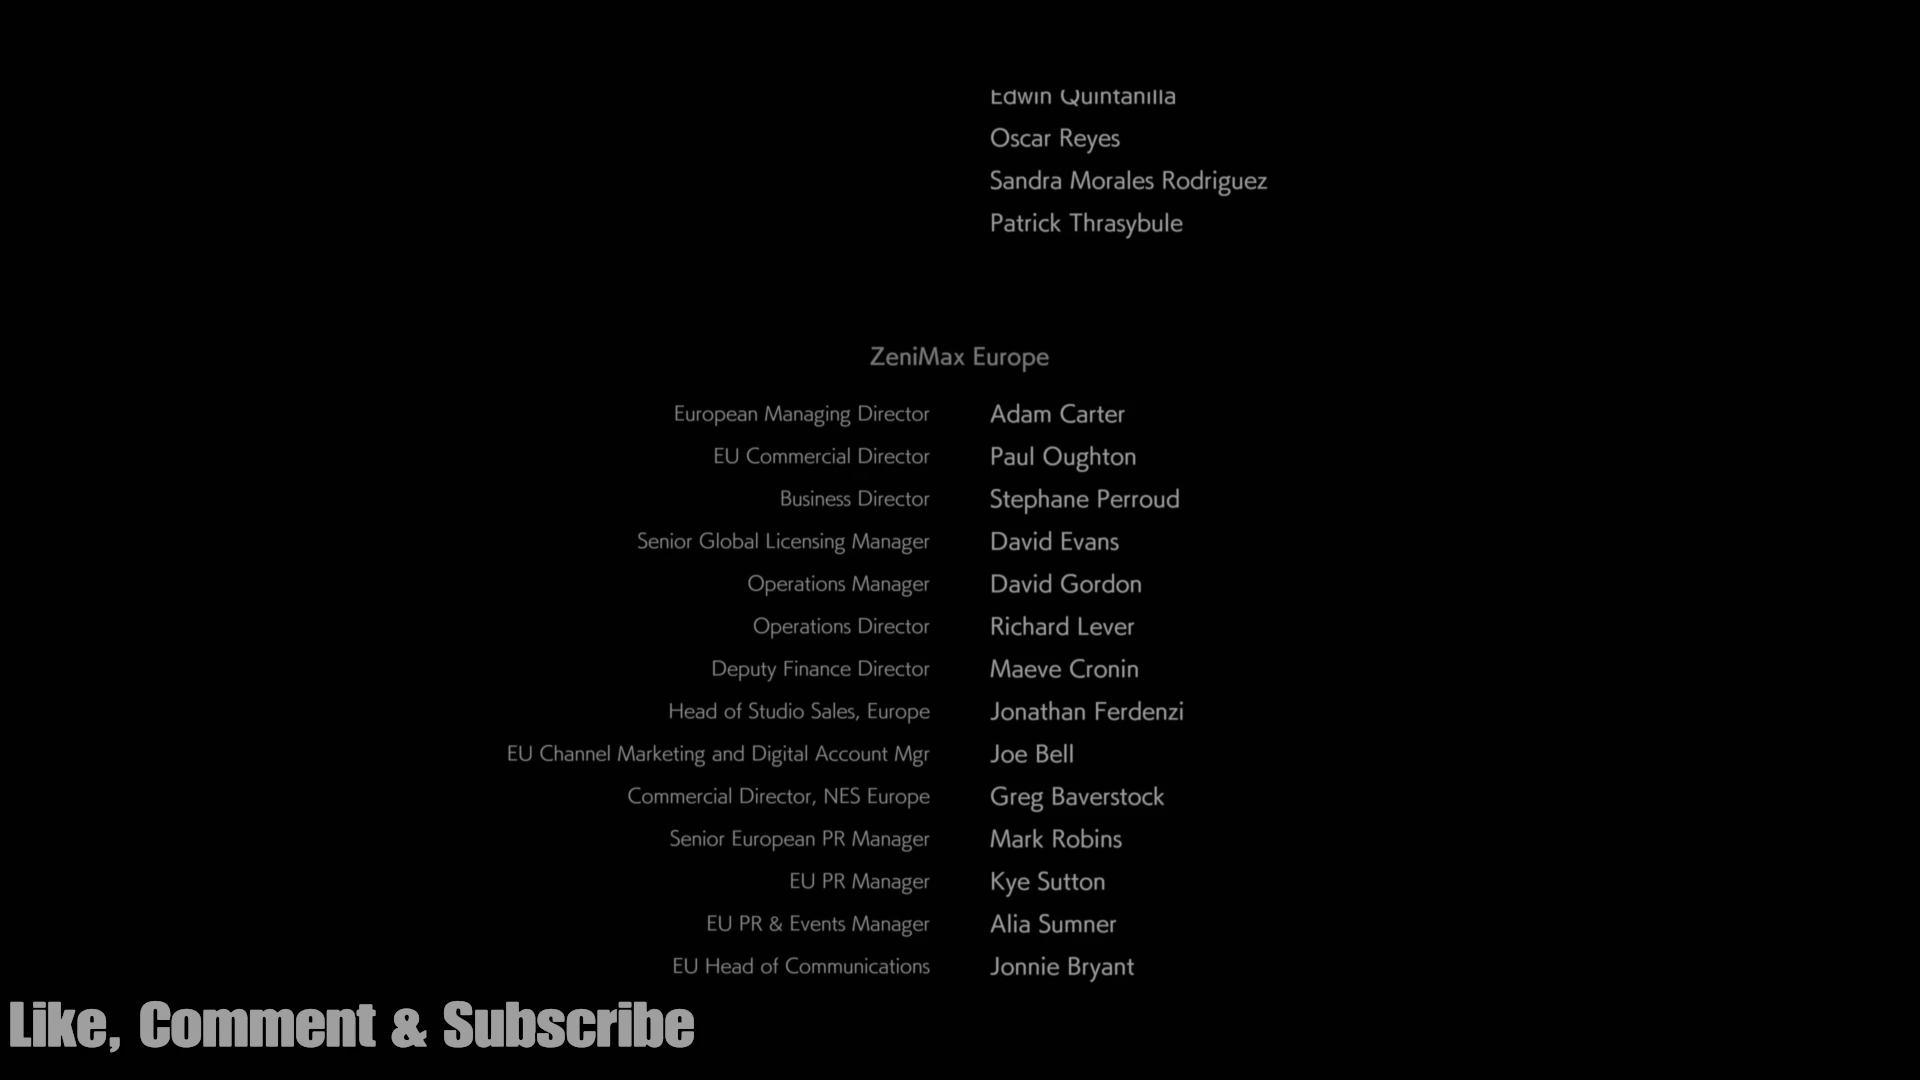 Edwin Quintanilla
Oscar Reyes
Sandra Morales Rodriguez
Patrick Thrasybule
ZeniMax Europe
European Managing Director Adam Carter
EU Commercial Director Paul Oughton
Business Director Stephane Perroud
Senior Global Licensing Manager David Evans
Operations Manager David Gordon
Operations Director Richard Lever
Deputy Finance Director Maeve Cronin
Head of Studio Sales, Europe Jonathan Ferdenzi
EU Channel Marketing and Digital Account Mgr Joe Bell
Commercial Director, NES Europe Greg Baverstock
Senior European PR Manager Mark Robins
EU PR Manager Kye Sutton
EU PR & Events Manager Alia Sumner
EU Head of Communications Jonnie Bryant
Like, Comment & Subscribe